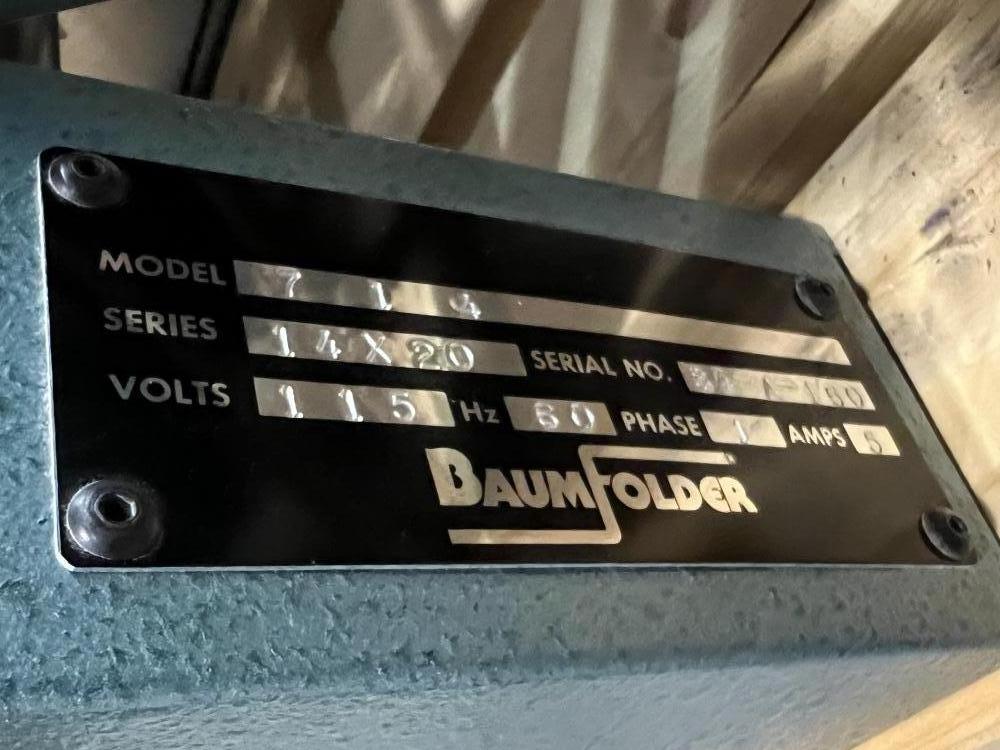 MODEL 714
SERIES 14X20 SERIAL NO.
VOLTS 115 Hz 60 PHASE 1 AMPS 5
BAUMFOLDER